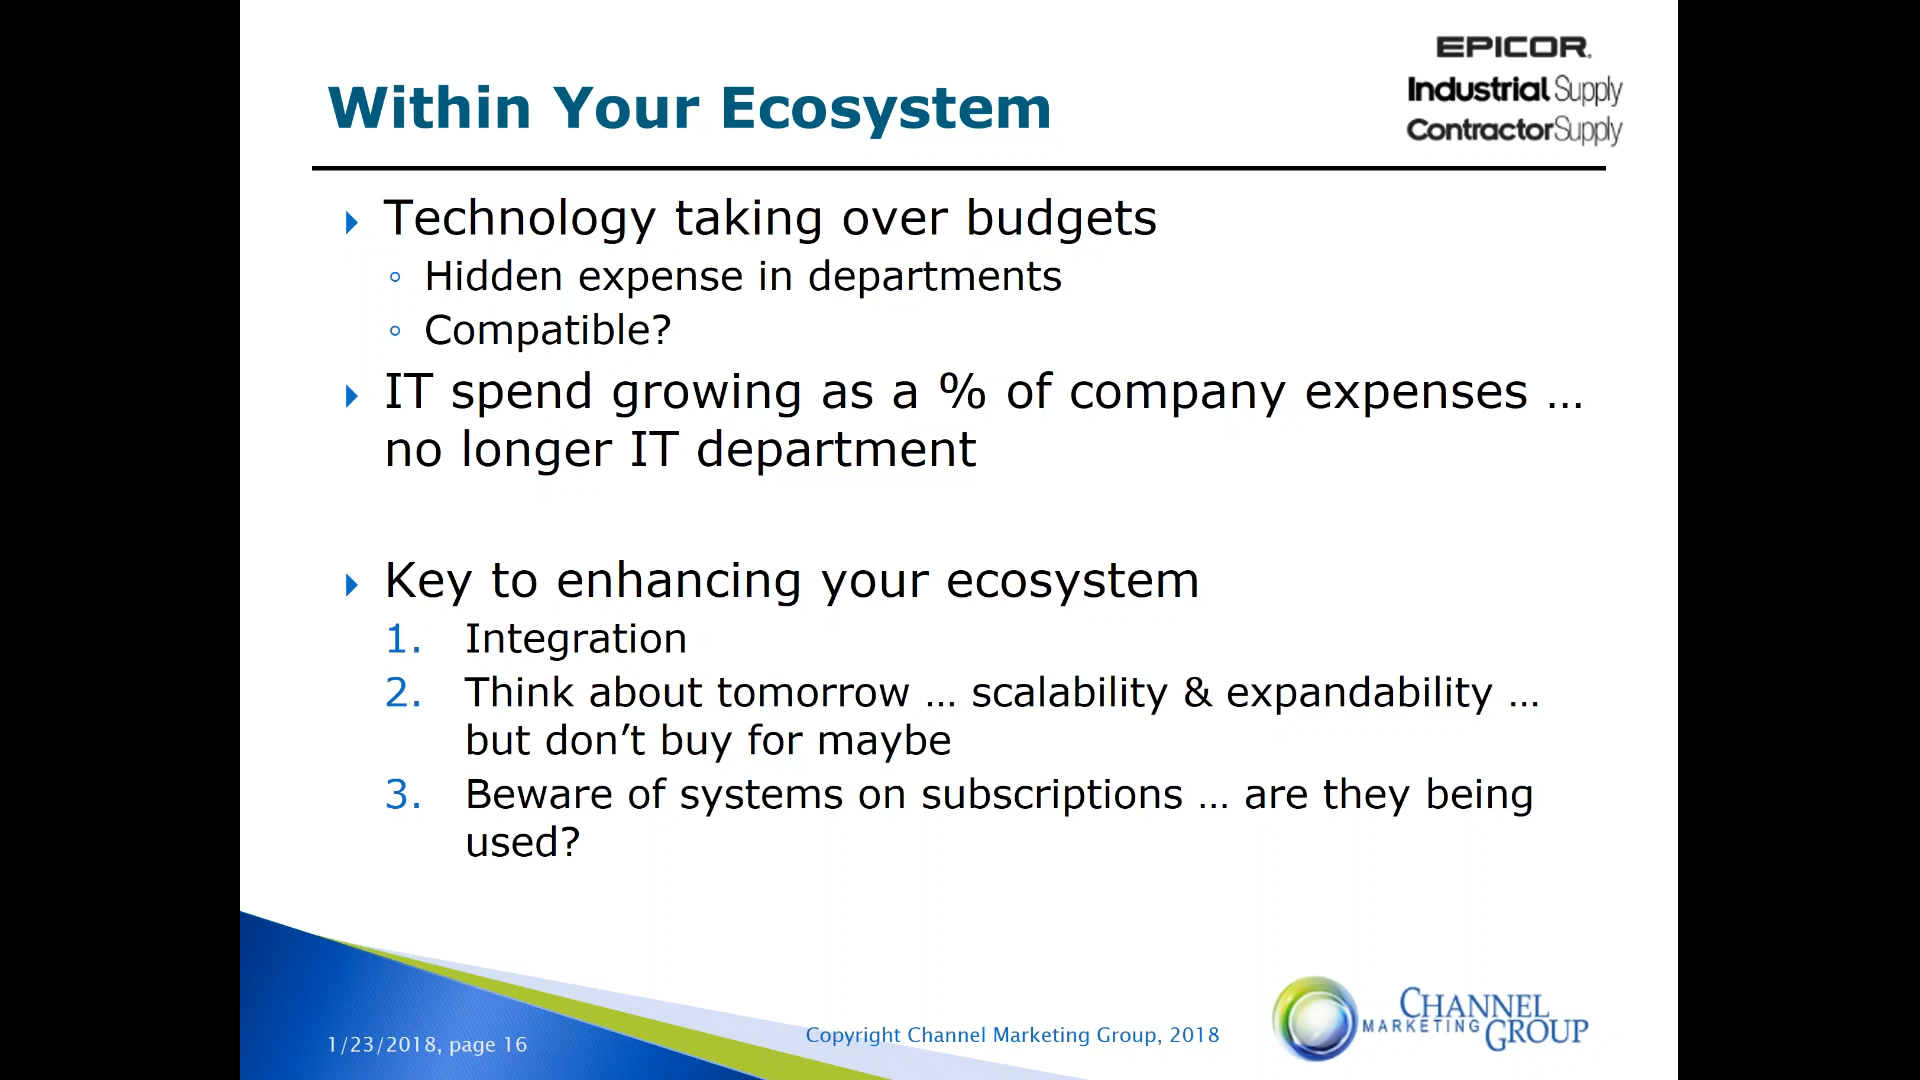 EPICOR®
Industrial Supply
Contractor Supply
Within Your Ecosystem
Technology taking over budgets
Hidden expense in departments
Compatible?
IT spend growing as a % of company expenses …
no longer IT department
Key to enhancing your ecosystem
1. Integration
2. Think about tomorrow … scalability & expandability …
but don’t buy for maybe
3. Beware of systems on subscriptions … are they being
used?
1/23/2018, page 16
Copyright Channel Marketing Group, 2018
CHANNEL
MARKETING GROUP